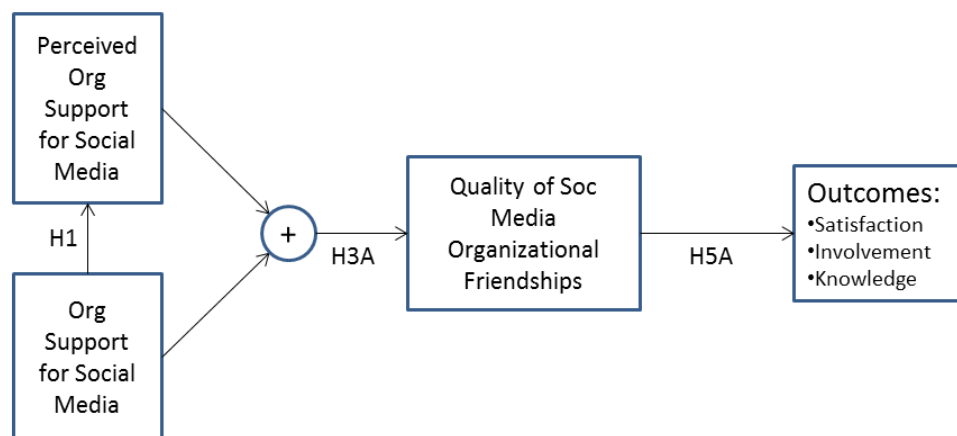 Perceived
Org
Support
for Social
Media
H1
Org
Support
for Social
Media
+
H3A
Quality of Soc
Media
Organizational
Friendships
H5A
Outcomes:
•Satisfaction
•Involvement
•Knowledge